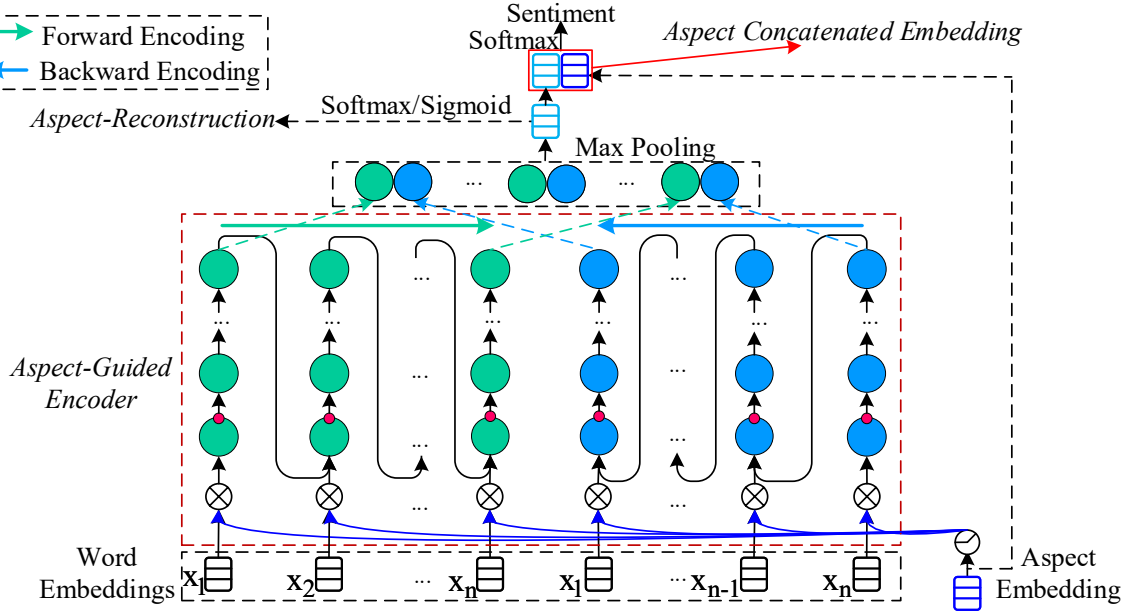 Sentiment
Softmax
Aspect Concatenated Embedding
Forward Encoding
Backward Encoding
Softmax/Sigmoid
Aspect-Reconstruction
Max Pooling
... ...
... ... ... ... ... ... ... ...
Aspect-Guided
Encoder
... ...
... ...
... ...
Word
Embeddings
x1 x2 ... xn x1 ... xn-1 xn
Aspect
Embedding